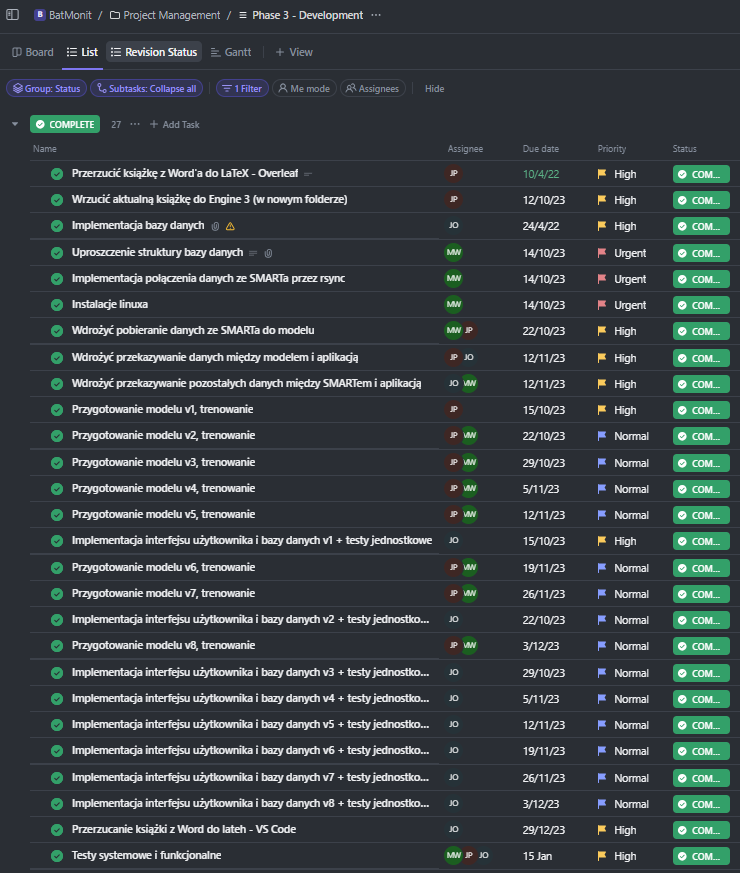 BatMonit / Project Management / Phase 3 - Development ...
Board List Revision Status Gantt + View
Group: Status Subtasks: Collapse all 1 Filter Me mode Assignees Hide
COMPLETE 27 ... + Add Task
Name Assignee Due date Priority Status
Przerzucić książkę z Word'a do LaTeX - Overleaf JP 10/4/22 High COM...
Wrzucić aktualną książkę do Engine 3 (w nowym folderze) JP 12/10/23 High COM...
Implementacja bazy danych JO 24/4/22 High COM...
Uproszczenie struktury bazy danych MW 14/10/23 Urgent COM...
Implementacja połączenia danych ze SMARTa przez rsync MW 14/10/23 Urgent COM...
Instalacje linuxa MW 14/10/23 Urgent COM...
Wdrożyć pobieranie danych ze SMARTa do modelu MW JP 22/10/23 High COM...
Wdrożyć przekazywanie danych między modelem i aplikacją JP JO 12/11/23 High COM...
Wdrożyć przekazywanie pozostałych danych między SMARTem i aplikacją JO MW 12/11/23 High COM...
Przygotowanie modelu v1, trenowanie JP 15/10/23 High COM...
Przygotowanie modelu v2, trenowanie JP MW 22/10/23 Normal COM...
Przygotowanie modelu v3, trenowanie JP MW 29/10/23 Normal COM...
Przygotowanie modelu v4, trenowanie JP MW 5/11/23 Normal COM...
Przygotowanie modelu v5, trenowanie JP MW 12/11/23 Normal COM...
Implementacja interfejsu użytkownika i bazy danych v1 + testy jednostkowe JO 15/10/23 High COM...
Przygotowanie modelu v6, trenowanie JP MW 19/11/23 Normal COM...
Przygotowanie modelu v7, trenowanie JP MW 26/11/23 Normal COM...
Implementacja interfejsu użytkownika i bazy danych v2 + testy jednostko... JO 22/10/23 Normal COM...
Przygotowanie modelu v8, trenowanie JP MW 3/12/23 Normal COM...
Implementacja interfejsu użytkownika i bazy danych v3 + testy jednostko... JO 29/10/23 Normal COM...
Implementacja interfejsu użytkownika i bazy danych v4 + testy jednostko... JO 5/11/23 Normal COM...
Implementacja interfejsu użytkownika i bazy danych v5 + testy jednostko... JO 12/11/23 Normal COM...
Implementacja interfejsu użytkownika i bazy danych v6 + testy jednostko... JO 19/11/23 Normal COM...
Implementacja interfejsu użytkownika i bazy danych v7 + testy jednostko... JO 26/11/23 Normal COM...
Implementacja interfejsu użytkownika i bazy danych v8 + testy jednostko... JO 3/12/23 Normal COM...
Przerzucanie książki z Word do lateh - VS Code JO 29/12/23 High COM...
Testy systemowe i funkcjonalne MW JP JO 15 Jan High COM...